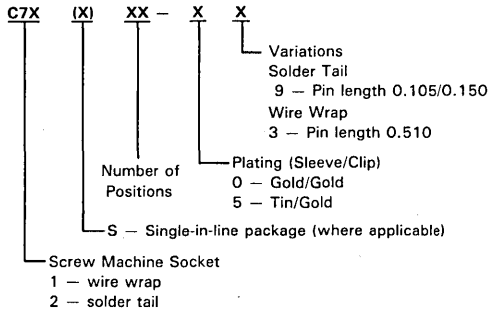 C7X (X) XX – X X
Variations
Solder Tail
9 — Pin length 0.105/0.150
Wire Wrap
3 — Pin length 0.510
Number of
Positions
Plating (Sleeve/Clip)
0 — Gold/Gold
5 — Tin/Gold
S — Single-in-line package (where applicable)
Screw Machine Socket
1 — wire wrap
2 — solder tail